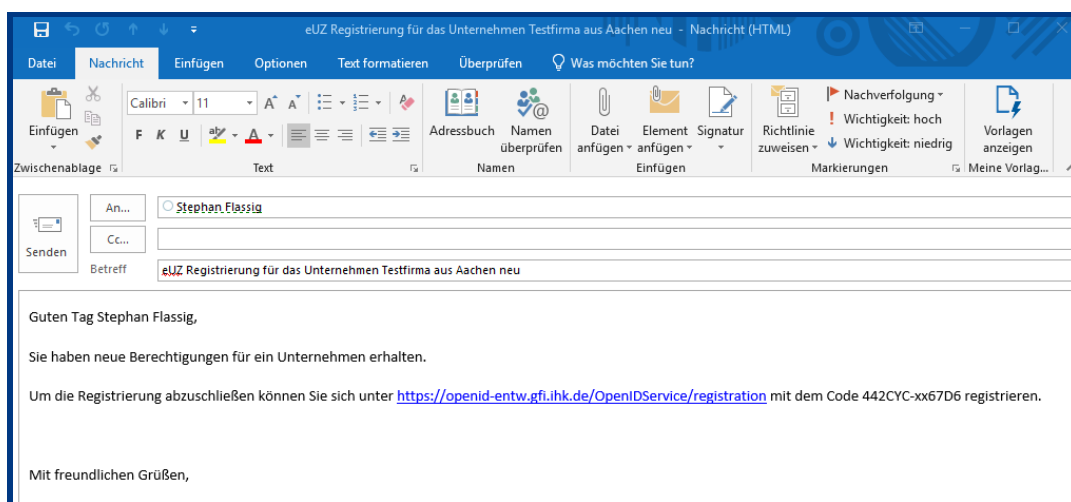 eUZ Registrierung für das Unternehmen Testfirma aus Aachen neu - Nachricht (HTML)
Datei Nachricht Einfügen Optionen Text formatieren Überprüfen Was möchten Sie tun?
Einfügen
Calibri 11
F K U
Adressbuch Namen überprüfen
Datei anfügen Element anfügen Signatur
Richtlinie zuweisen
Nachverfolgung
Wichtigkeit: hoch
Wichtigkeit: niedrig
Vorlagen anzeigen
Zwischenablage Text Namen Einfügen Markierungen Meine Vorlag...
Senden
An... Stephan Flassig
Cc...
Betreff eUZ Registrierung für das Unternehmen Testfirma aus Aachen neu
Guten Tag Stephan Flassig,
Sie haben neue Berechtigungen für ein Unternehmen erhalten.
Um die Registrierung abzuschließen können Sie sich unter https://openid-entw.gfi.ihk.de/OpenIDService/registration mit dem Code 442CYC-xx67D6 registrieren.
Mit freundlichen Grüßen,